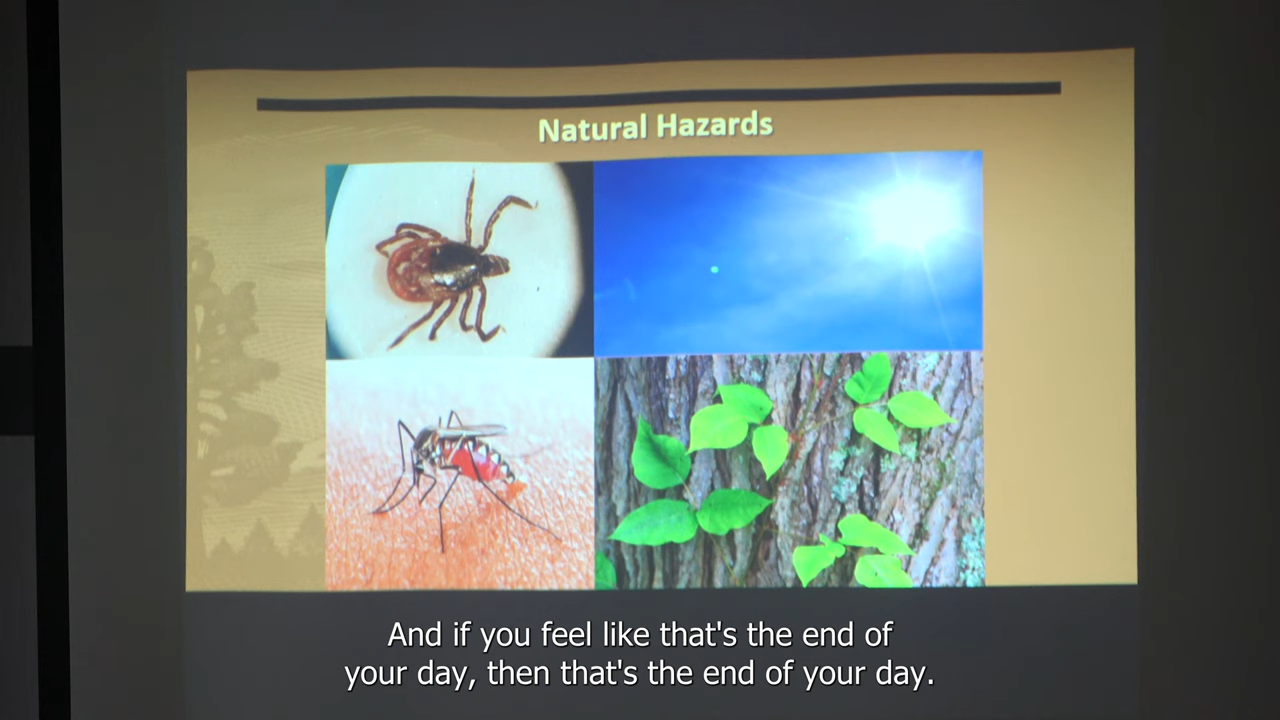 Natural Hazards
And if you feel like that's the end of
your day, then that's the end of your day.